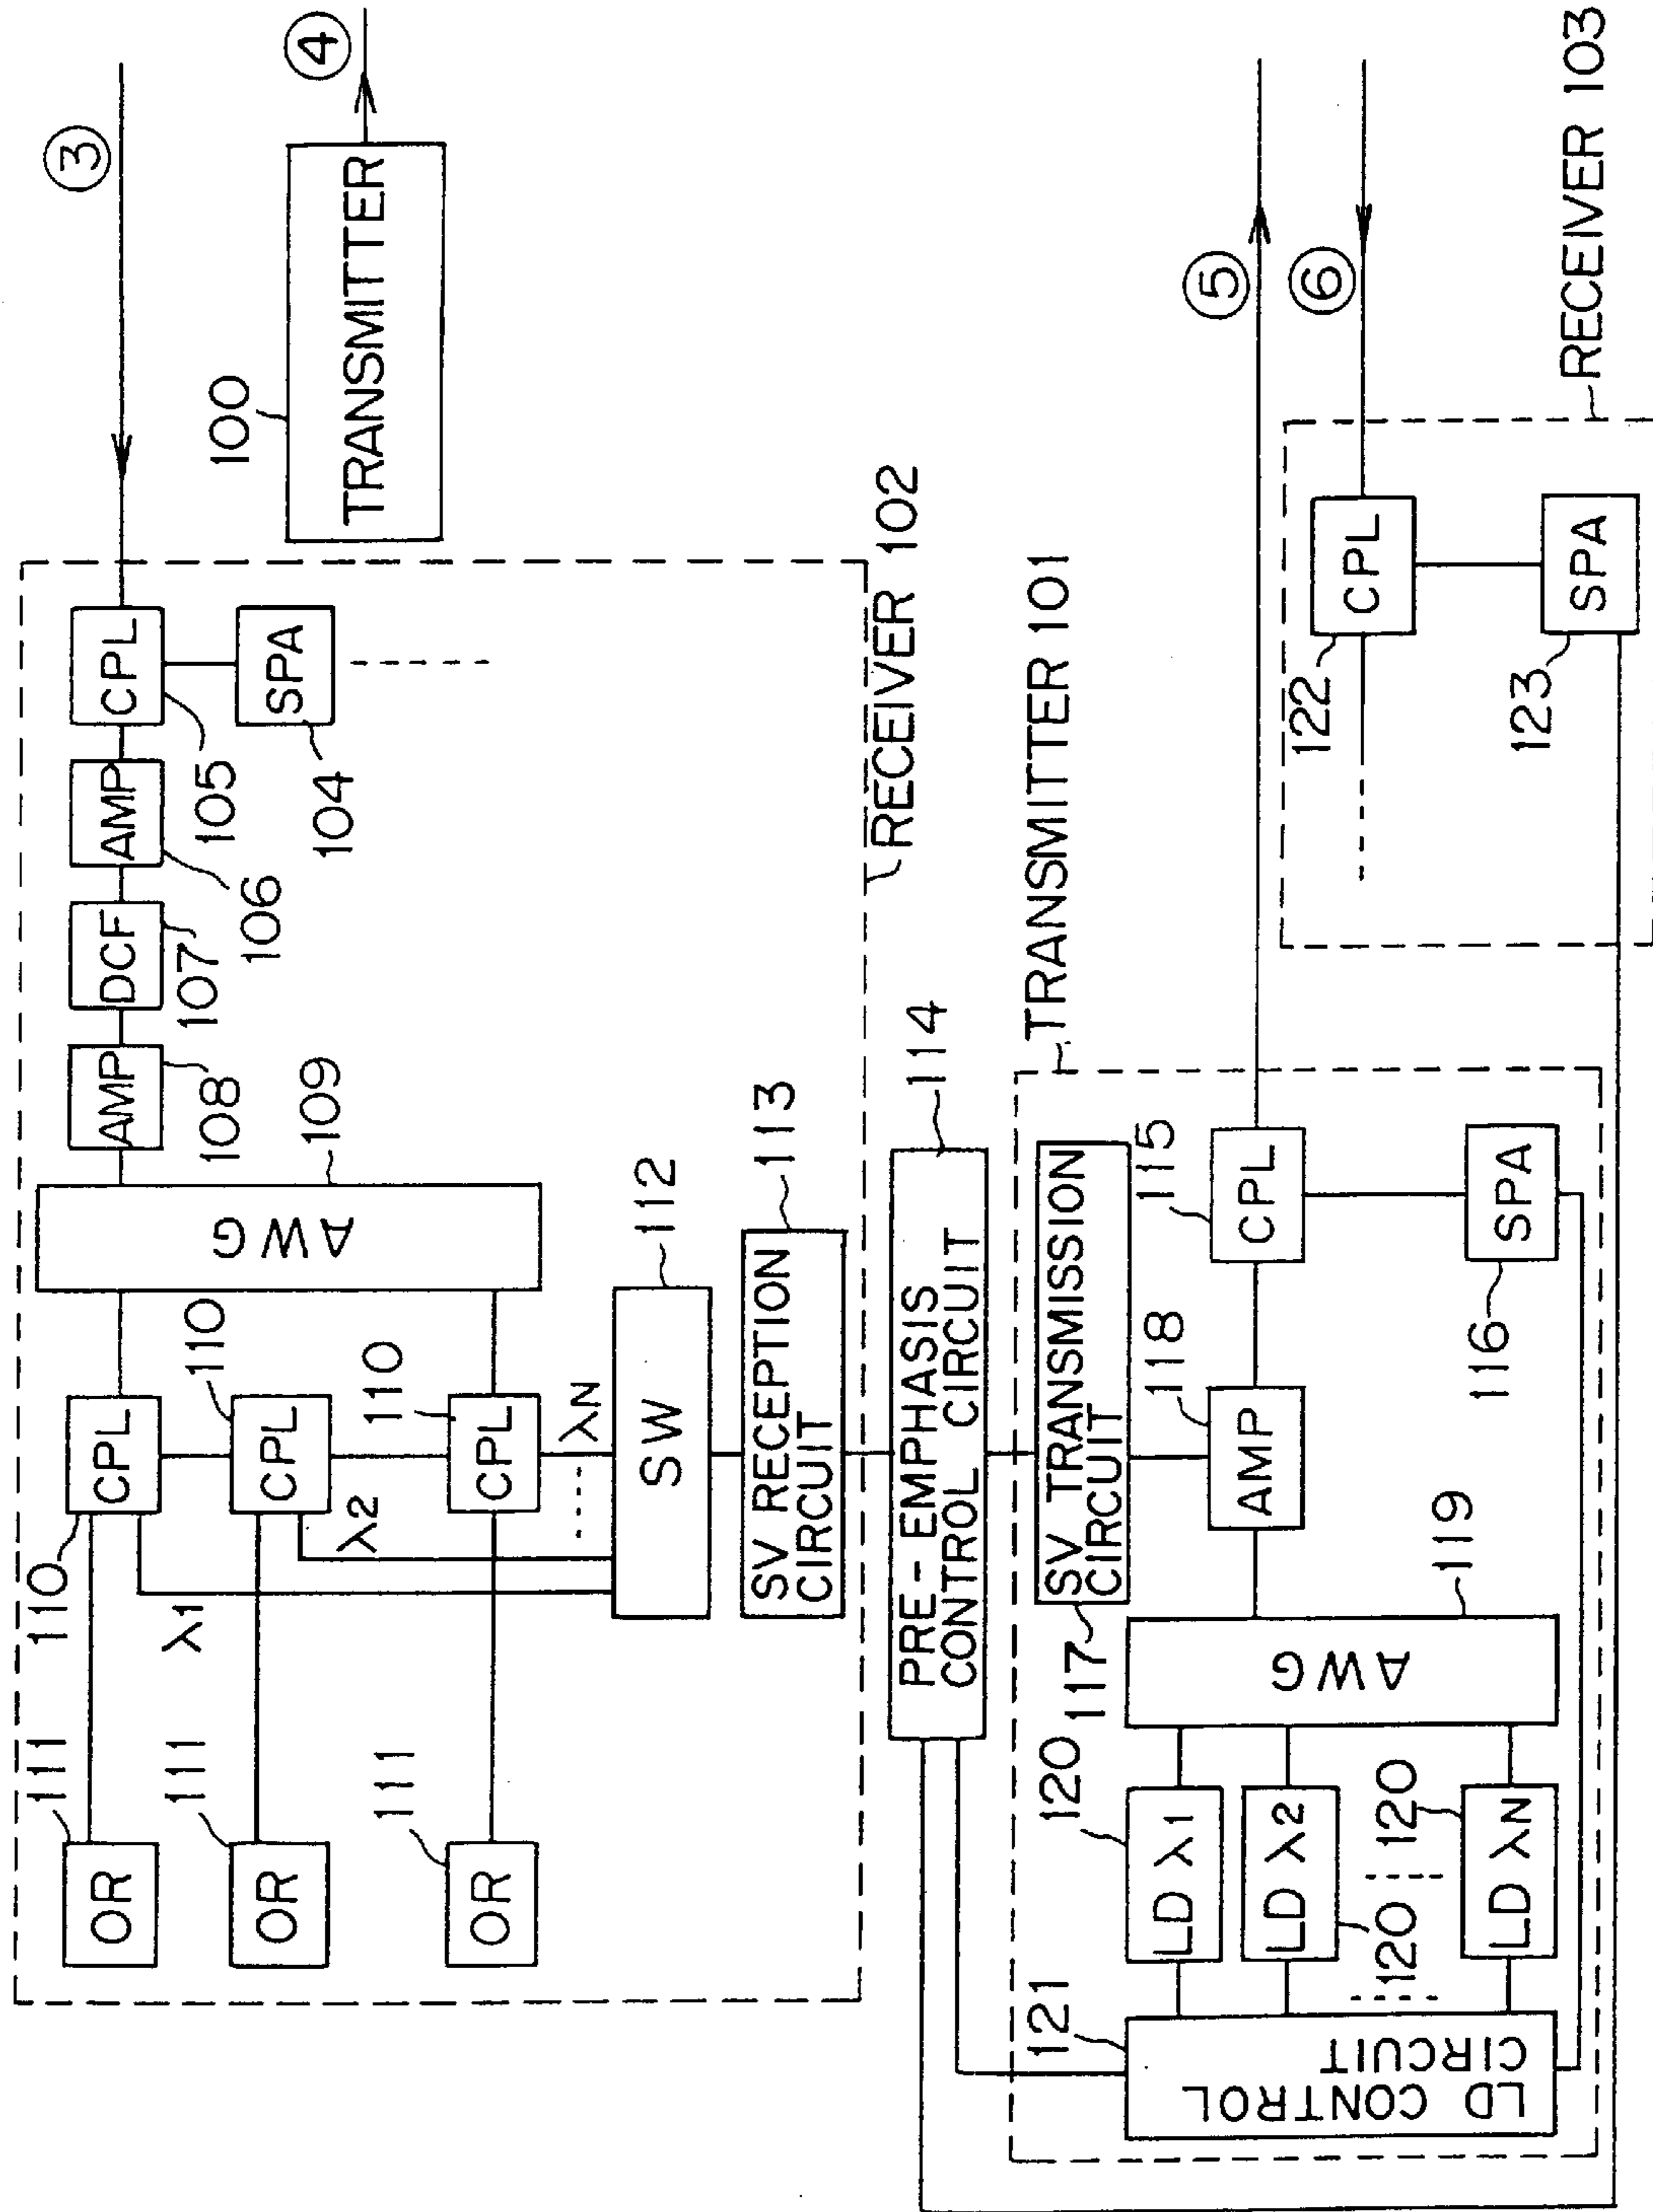 ③
④
100
TRANSMITTER
CPL
105
SPA
104
AMP
106
DCF
107
AMP
108
AWG
109
CPL
110
CPL
110
CPL
110
λ1
λ2
λN
OR
111
OR
111
OR
111
SW
112
SV RECEPTION
CIRCUIT
113
RECEIVER 102
PRE-EMPHASIS
CONTROL CIRCUIT
114
TRANSMITTER 101
SV TRANSMISSION
CIRCUIT
117
CPL
115
SPA
116
AMP
118
AWG
119
LD λ1
120
LD λ2
120
LD λN
120
LD CONTROL
CIRCUIT
121
⑤
⑥
RECEIVER 103
CPL
122
SPA
123